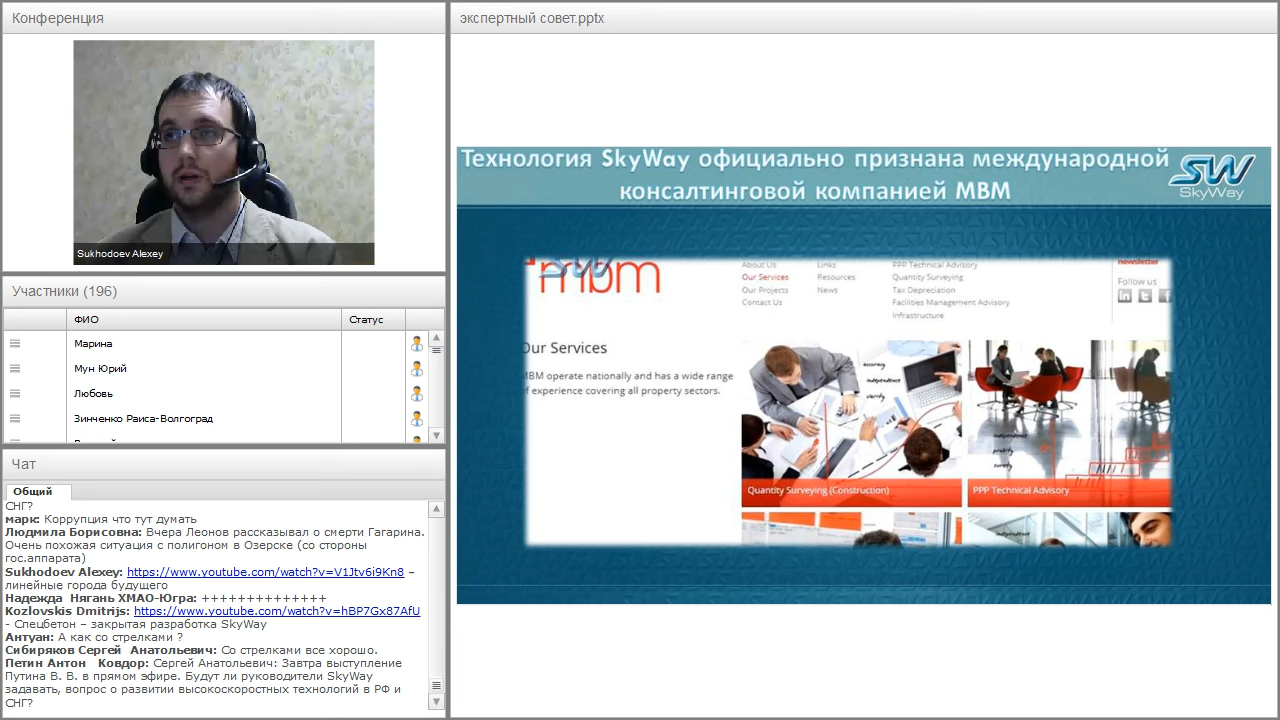 Конференция
Sukhodoev Alexey
Участники (196)
ФИО
Статус
Марина
Мун Юрий
Любовь
Зинченко Раиса-Волгоград
Чат
Общий
СНГ?
марк: Коррупция что тут думать
Людмила Борисовна: Вчера Леонов рассказывал о смерти Гагарина.
Очень похожая ситуация с полигоном в Озерске (со стороны
гос.аппарата)
Sukhodoev Alexey: https://www.youtube.com/watch?v=V1Jtv6i9Kn8 –
линейные города будущего
Надежда Нягань ХМАО-Югра: ++++++++++++++
Kozlovskis Dmitrijs: https://www.youtube.com/watch?v=hBP7Gx87AfU
- Спецбетон – закрытая разработка SkyWay
Антуан: А как со стрелками ?
Сибиряков Сергей Анатольевич: Со стрелками все хорошо.
Петин Антон Ковдор: Сергей Анатольевич: Завтра выступление
Путина В. В. в прямом эфире. Будут ли руководители SkyWay
задавать, вопрос о развитии высокоскоростных технологий в РФ и
СНГ?
экспертный совет.pptx
Технология SkyWay официально признана международной
консалтинговой компанией MBM
SW
SkyWay
SW
mbm
About Us
Our Services
Our Projects
Contact Us
Links
Resources
News
PPP Technical Advisory
Quantity Surveying
Tax Depreciation
Facilities Management Advisory
Infrastructure
newsletter
Follow us
Our Services
MBM operate nationally and has a wide range
of experience covering all property sectors.
accuracy
independence
clarity
independence
probity
surety
Quantity Surveying (Construction)
PPP Technical Advisory